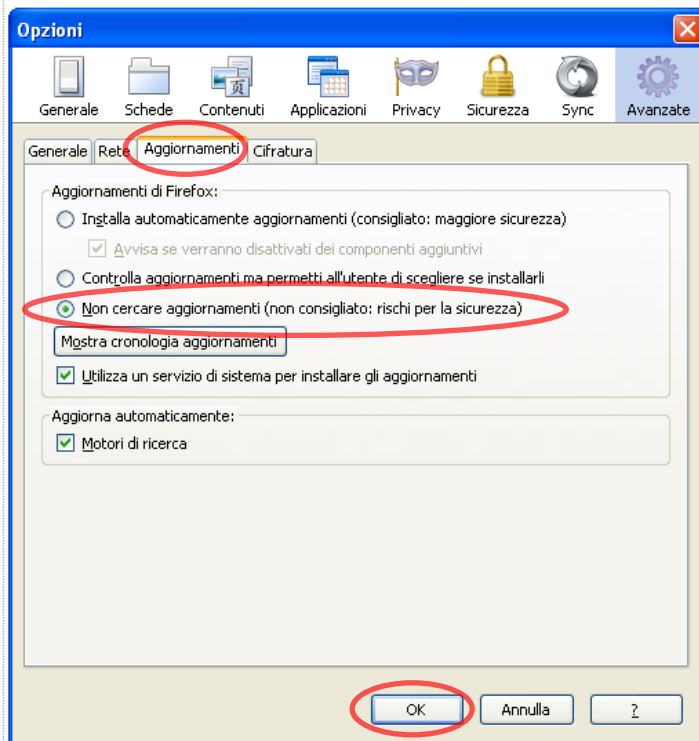 Opzioni
Generale Schede Contenuti Applicazioni Privacy Sicurezza Sync Avanzate
Generale Rete Aggiornamenti Cifratura
Aggiornamenti di Firefox:
Installa automaticamente aggiornamenti (consigliato: maggiore sicurezza)
Avvisa se verranno disattivati dei componenti aggiuntivi
Controlla aggiornamenti ma permetti all'utente di scegliere se installarli
Non cercare aggiornamenti (non consigliato: rischi per la sicurezza)
Mostra cronologia aggiornamenti
Utilizza un servizio di sistema per installare gli aggiornamenti
Aggiorna automaticamente:
Motori di ricerca
OK Annulla ?